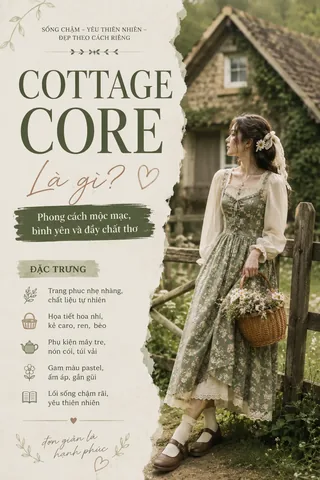 SỐNG CHẬM – YÊU THIÊN NHIÊN –
ĐẸP THEO CÁCH RIÊNG
COTTAGE
CORE
Là gì?
Phong cách mộc mạc,
bình yên và đầy chất thơ
ĐẶC TRƯNG
Trang phục nhẹ nhàng,
chất liệu tự nhiên
Họa tiết hoa nhí,
kẻ caro, ren, bèo
Phụ kiện mây tre,
nón cói, túi vải
Gam màu pastel,
ấm áp, gần gũi
Lối sống chậm rãi,
yêu thiên nhiên
đơn giản là
hạnh phúc